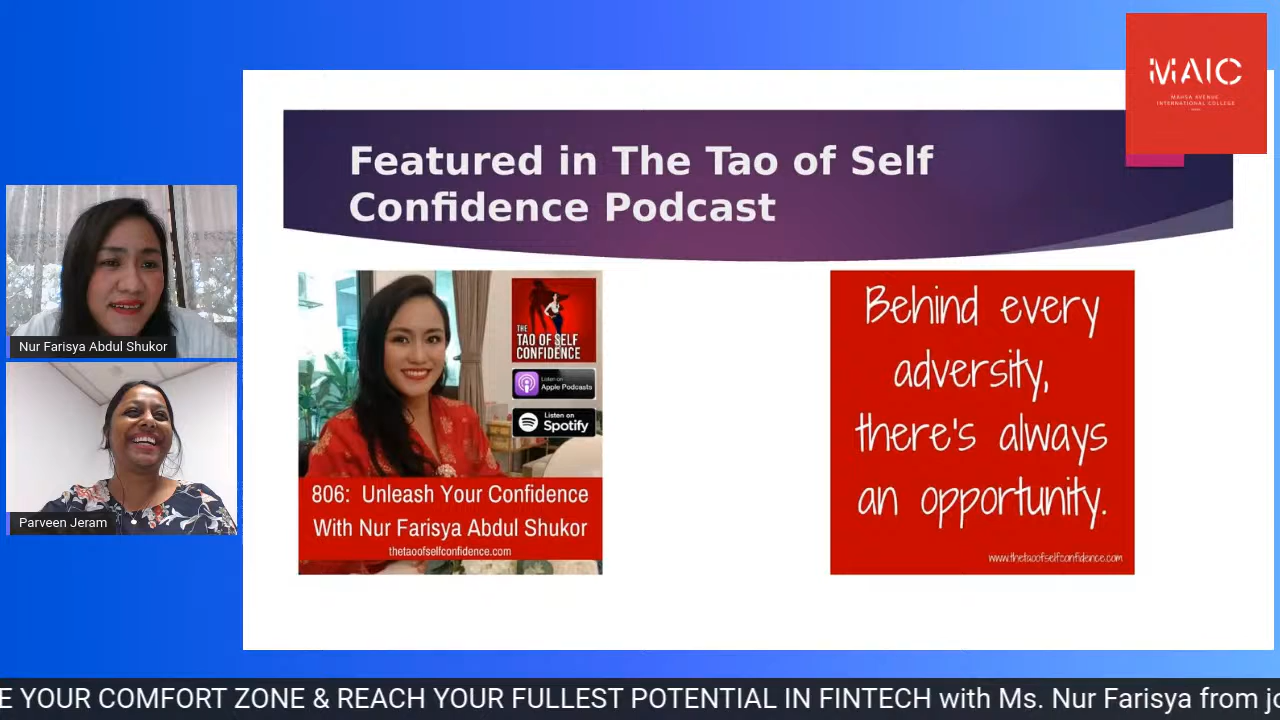 MAIC
MAHSA AVENUE
INTERNATIONAL COLLEGE
Featured in The Tao of Self
Confidence Podcast
Nur Farisya Abdul Shukor
Parveen Jeram
THE
TAO OF SELF
CONFIDENCE
Listen on
Apple Podcasts
Listen on
Spotify
806: Unleash Your Confidence
With Nur Farisya Abdul Shukor
thetaoofselfconfidence.com
Behind every
adversity,
there's always
an opportunity.
www.thetaoofselfconfidence.com
E YOUR COMFORT ZONE & REACH YOUR FULLEST POTENTIAL IN FINTECH with Ms. Nur Farisya from jo